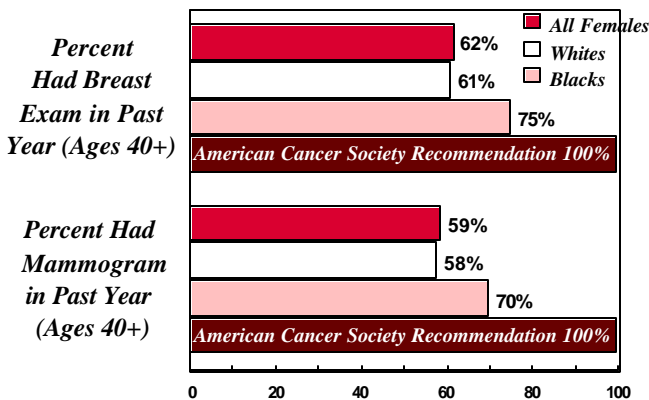 All Females
Whites
Blacks
Percent
Had Breast
Exam in Past
Year (Ages 40+)
62%
61%
75%
American Cancer Society Recommendation 100%
Percent Had
Mammogram
in Past Year
(Ages 40+)
59%
58%
70%
American Cancer Society Recommendation 100%
0 20 40 60 80 100